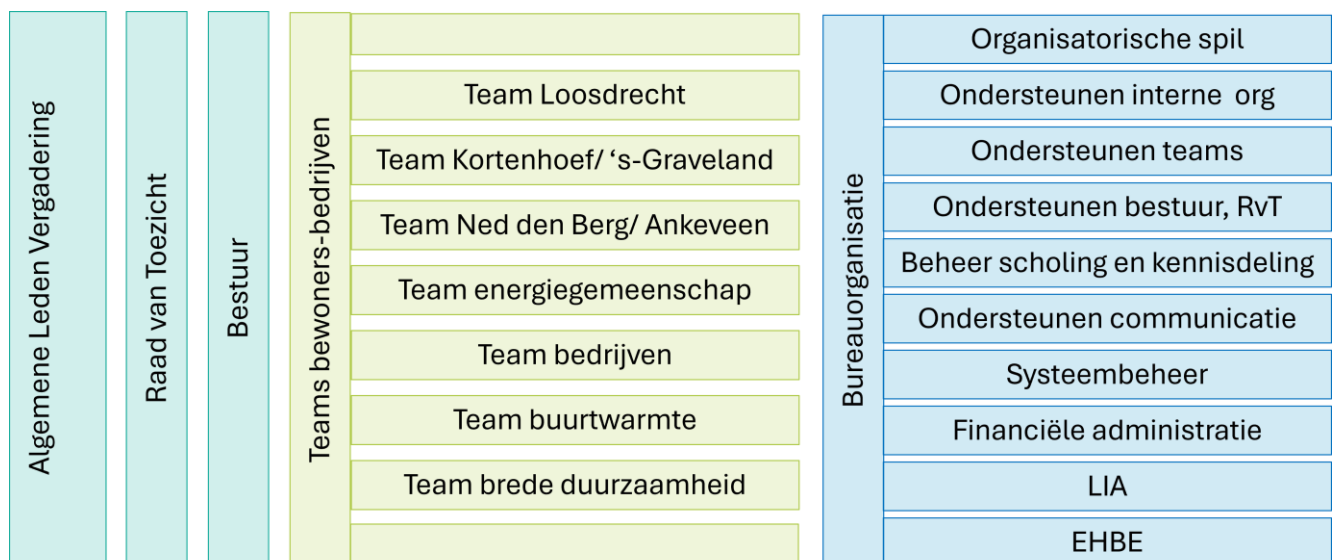 Algemene Leden Vergadering
Raad van Toezicht
Bestuur
Teams bewoners-bedrijven
Team Loosdrecht
Team Kortenhoef/ ‘s-Graveland
Team Ned den Berg/ Ankeveen
Team energiegemeenschap
Team bedrijven
Team buurtwarmte
Team brede duurzaamheid
Bureauorganisatie
Organisatorische spil
Ondersteunen interne  org
Ondersteunen teams
Ondersteunen bestuur, RvT
Beheer scholing en kennisdeling
Ondersteunen communicatie
Systeembeheer
Financiële administratie
LIA
EHBE